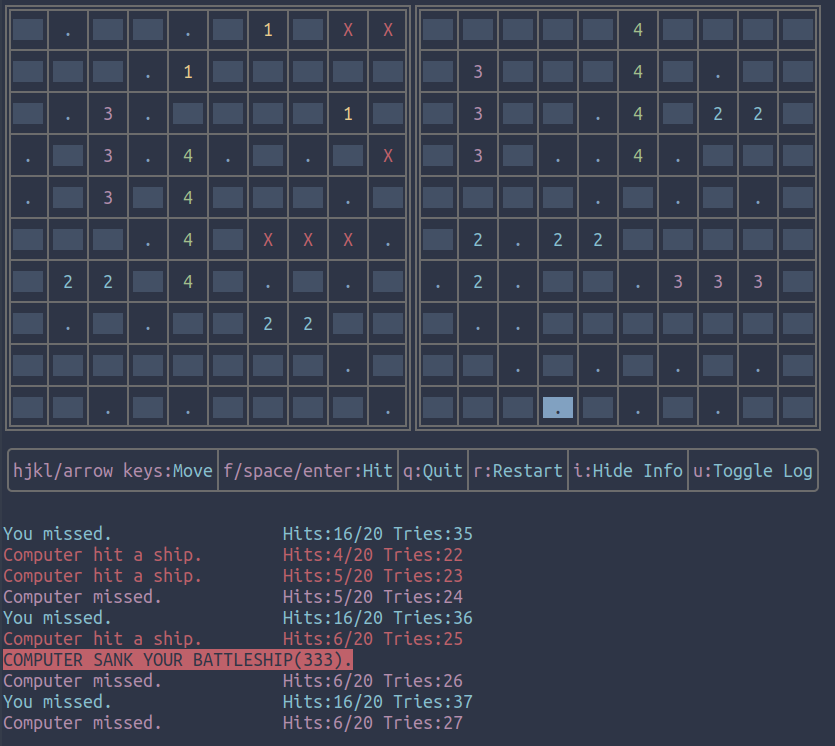 . . 1 X X 4
. 1 3 4 .
. 3 . 1 3 . 4 2 2
. 3 . 4 . . X 3 . . 4 .
. 3 4 . . . .
. 4 X X X . 2 . 2 2
2 2 4 . . . 2 . . 3 3 3
. . 2 2 . .
. . . . .
. . . . . . .
hjkl/arrow keys:Move f/space/enter:Hit q:Quit r:Restart i:Hide Info u:Toggle Log
You missed. Hits:16/20 Tries:35
Computer hit a ship. Hits:4/20 Tries:22
Computer hit a ship. Hits:5/20 Tries:23
Computer missed. Hits:5/20 Tries:24
You missed. Hits:16/20 Tries:36
Computer hit a ship. Hits:6/20 Tries:25
COMPUTER SANK YOUR BATTLESHIP(333).
Computer missed. Hits:6/20 Tries:26
You missed. Hits:16/20 Tries:37
Computer missed. Hits:6/20 Tries:27